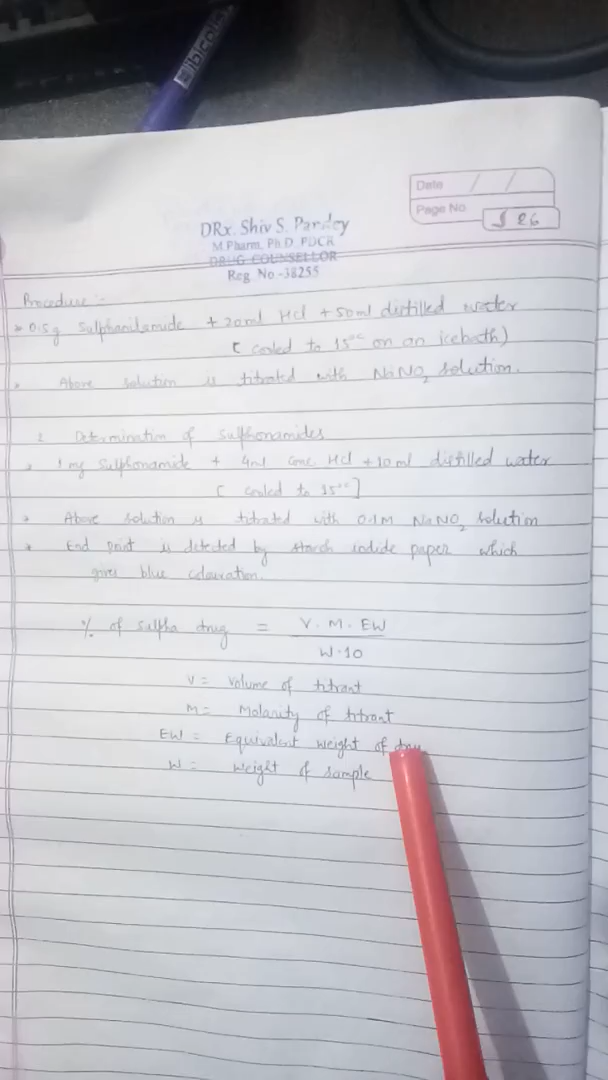 ibicolla
Date / /
Page No
J 26
DRx. Shiv S. Pandey
M.Pharm, Ph.D, PDCR
DRUG COUNSELLOR
Reg. No.-38255
Procedure :-
* 0.5g Sulphanilamide + 20ml HCl + 50ml distilled water
[ cooled to 15°C on an icebath)
* Above solution is titrated with NaNO2 solution.
2. Determination of sulphonamides
* 1 mg Sulphonamide + 4ml conc. HCl + 10ml distilled water
[ cooled to 15°C ]
* Above solution is titrated with 0.1M NaNO2 solution
* End point is detected by starch iodide paper which
gives blue colouration.
% of sulpha drug = V. M. EW
W.10
V = Volume of titrant
M = Molarity of titrant
EW = Equivalent weight of
W = weight of sample